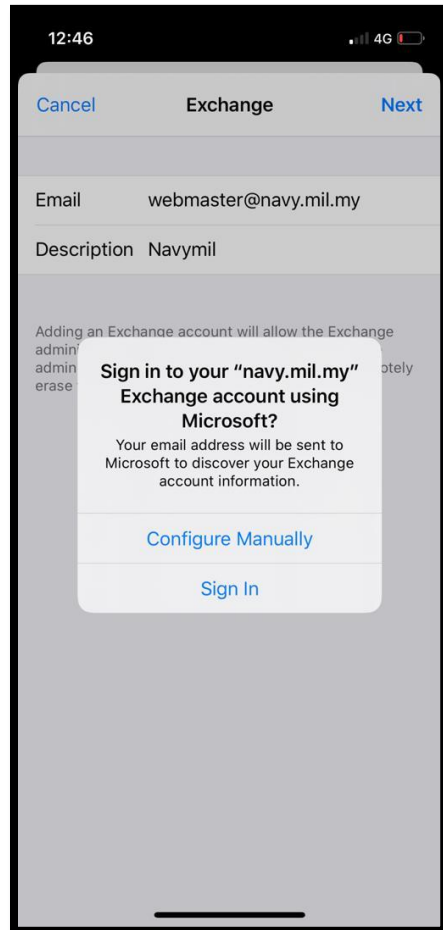 12:46 4G
Cancel Exchange Next
Email webmaster@navy.mil.my
Description Navymil
Adding an Exchange account will allow the Exchange
admin
admin otely
erase
Sign in to your “navy.mil.my”
Exchange account using
Microsoft?
Your email address will be sent to
Microsoft to discover your Exchange
account information.
Configure Manually
Sign In